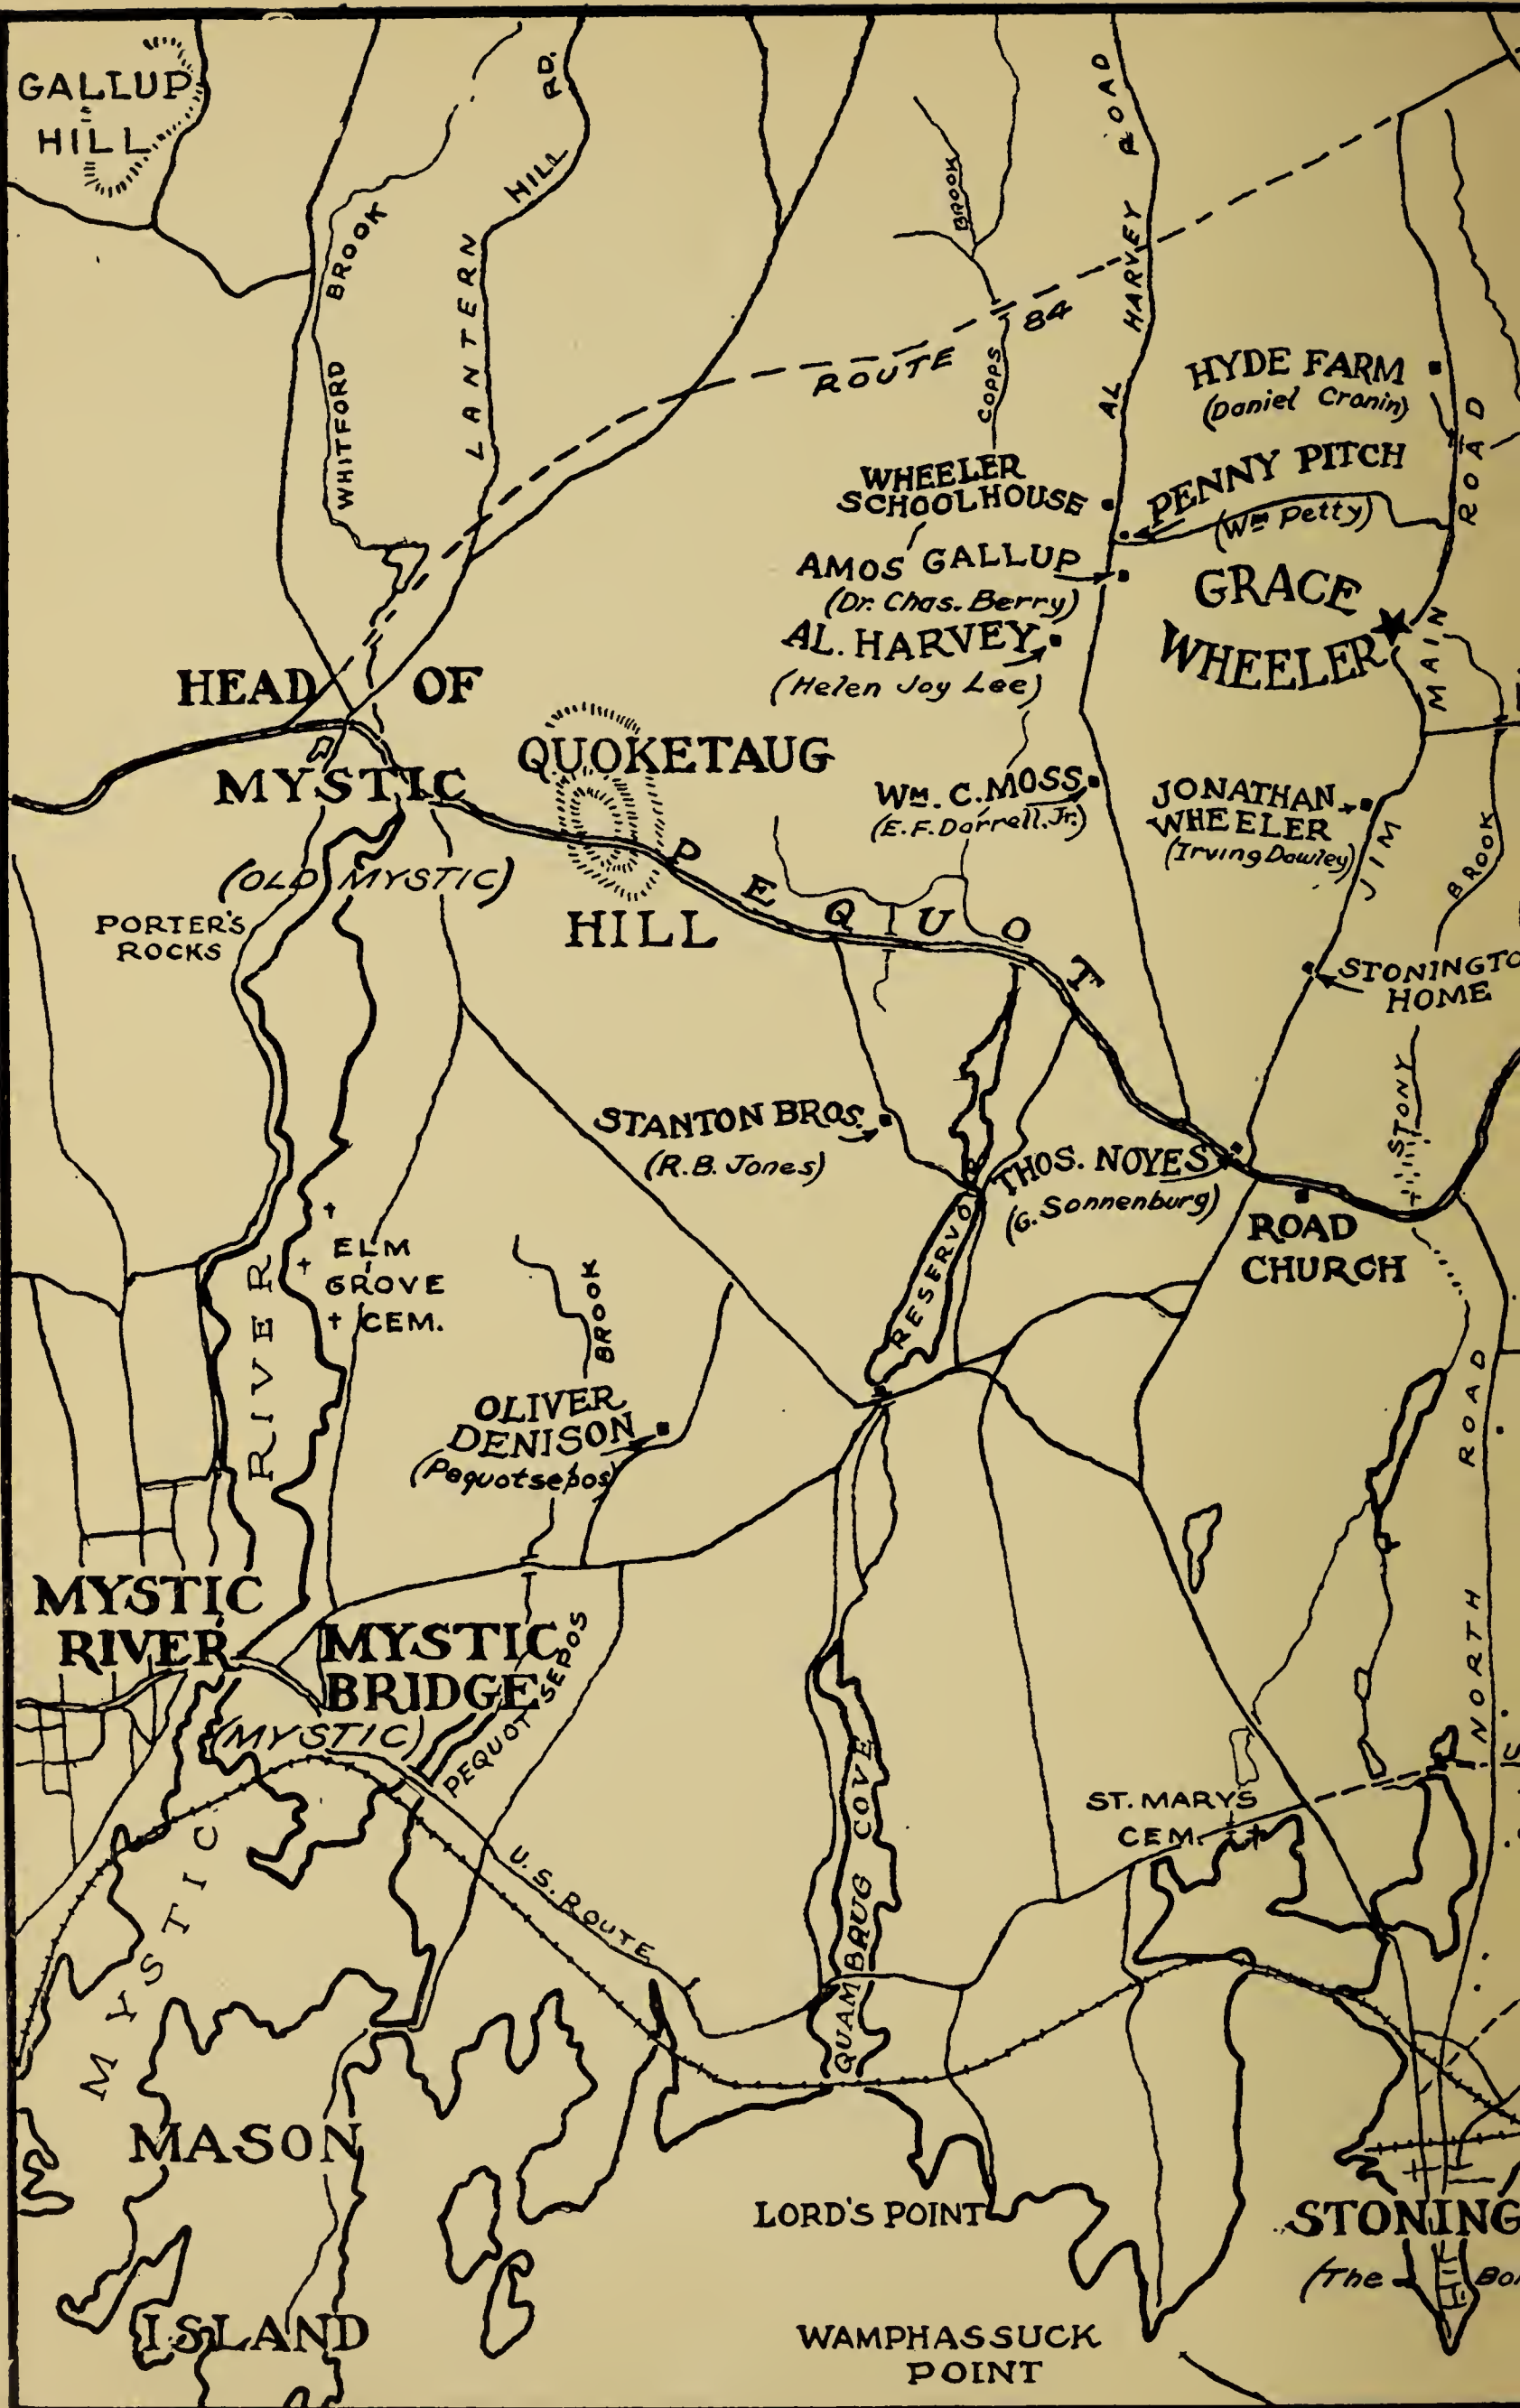 GALLUP
HILL
WHITFORD BROOK
LANTERN HILL RD.
BROOK
COPPS
AL HARVEY ROAD
ROUTE 84
HYDE FARM
(Daniel Cronin)
WHEELER
SCHOOLHOUSE
PENNY PITCH
(Wm Petty)
ROAD
AMOS GALLUP
(Dr. Chas. Berry)
GRACE
WHEELER
AL. HARVEY
(Helen Joy Lee)
MAIN
HEAD OF
MYSTIC
(OLD MYSTIC)
QUOKETAUG
HILL
Wm. C. MOSS
(E.F. Darrell. Jr.)
JONATHAN
WHEELER
(Irving Dowley)
JIM
BROOK
PEQUOT
PORTER'S
ROCKS
STONINGTO
HOME
STONY
STANTON BROS.
(R.B. Jones)
THOS. NOYES
(G. Sonnenburg)
ROAD
CHURCH
RESERVOR
ELM
GROVE
CEM.
RIVER
BROOK
OLIVER
DENISON
(Pequotsepos)
NORTH ROAD
MYSTIC
RIVER
MYSTIC
BRIDGE
(MYSTIC)
PEQUOTSEPOS
U.S. ROUTE
QUAMBRUG COVE
ST. MARYS
CEM.
MYSTIC
MASON
ISLAND
LORD'S POINT
STONING
(The Bor
WAMPHASSUCK
POINT